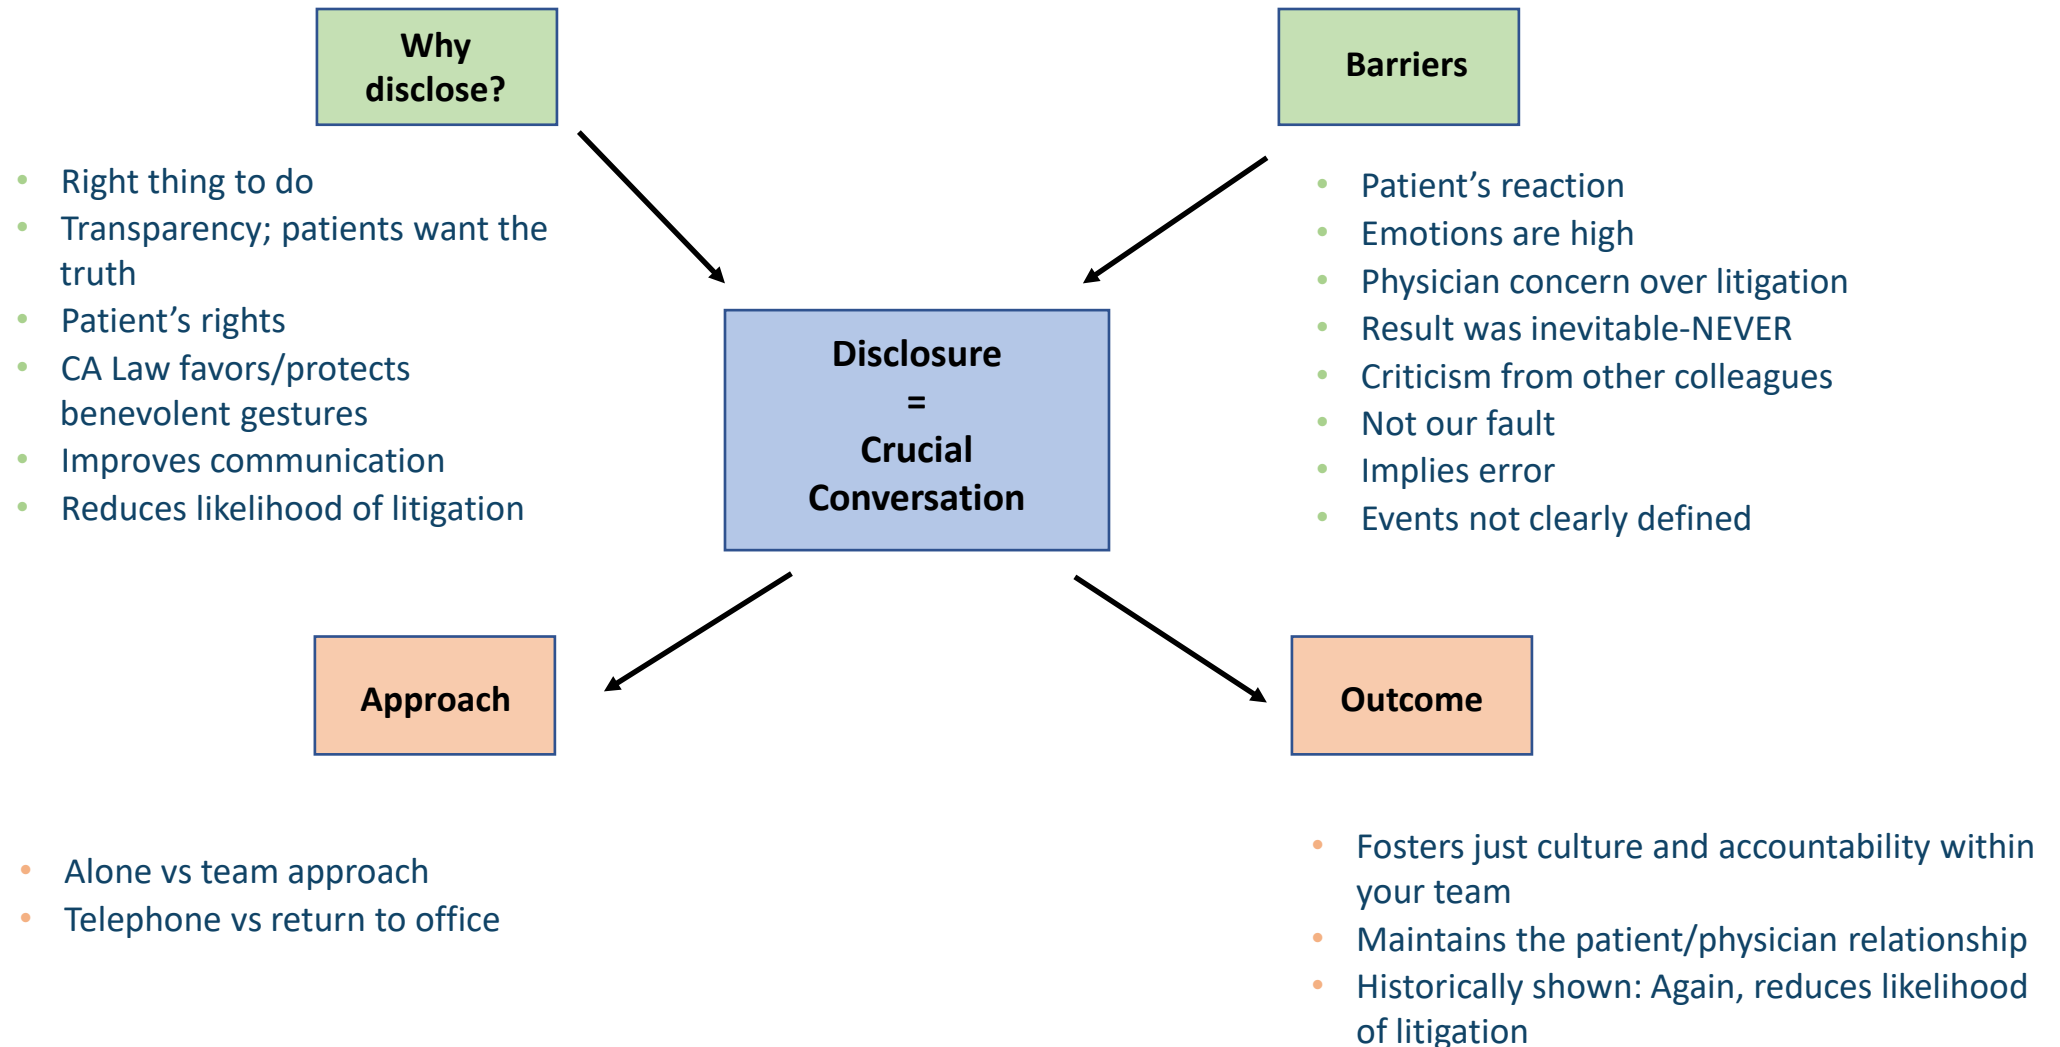 Why
disclose?
• Right thing to do
• Transparency; patients want the
truth
• Patient's rights
• CA Law favors/protects
benevolent gestures
• Improves communication
• Reduces likelihood of litigation
Barriers
• Patient's reaction
• Emotions are high
• Physician concern over litigation
• Result was inevitable-NEVER
• Criticism from other colleagues
• Not our fault
• Implies error
• Events not clearly defined
Disclosure
=
Crucial
Conversation
Approach
• Alone vs team approach
• Telephone vs return to office
Outcome
• Fosters just culture and accountability within
your team
• Maintains the patient/physician relationship
• Historically shown: Again, reduces likelihood
of litigation